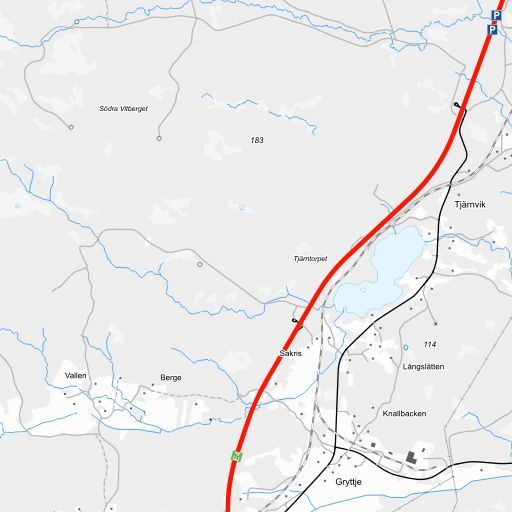 P
P
Södra Vitberget
183
Tjärnvik
Tjärntorpet
Sakris
114
Långslätten
Vallen
Berge
Knallbacken
Gryttje